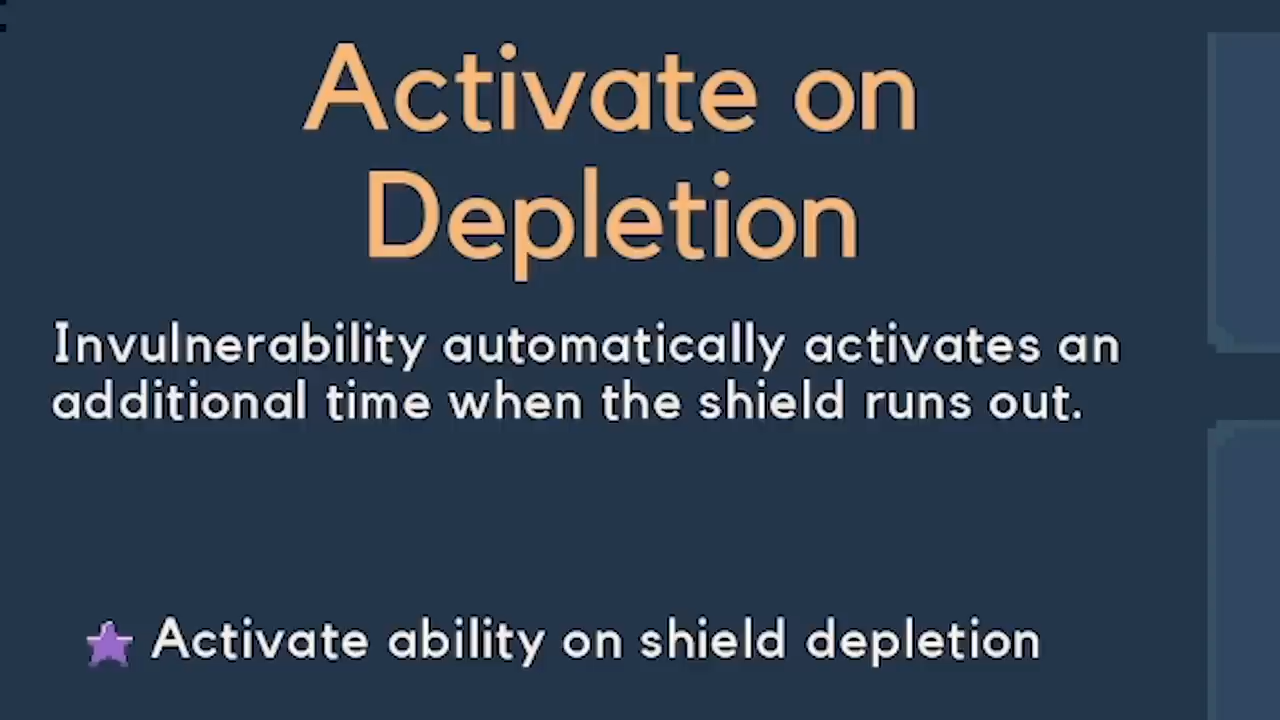 Activate on
Depletion
Invulnerability automatically activates an
additional time when the shield runs out.
Activate ability on shield depletion